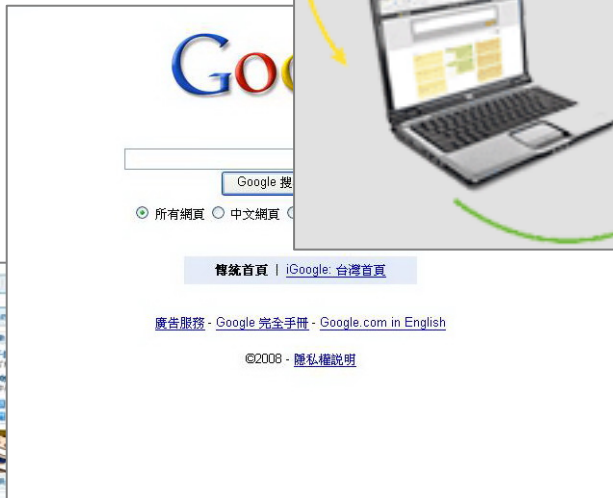 Goo
Google 搜
所有網頁 中文網頁
傳統首頁 | iGoogle: 台灣首頁
廣告服務 - Google 完全手冊 - Google.com in English
©2008 - 隱私權說明